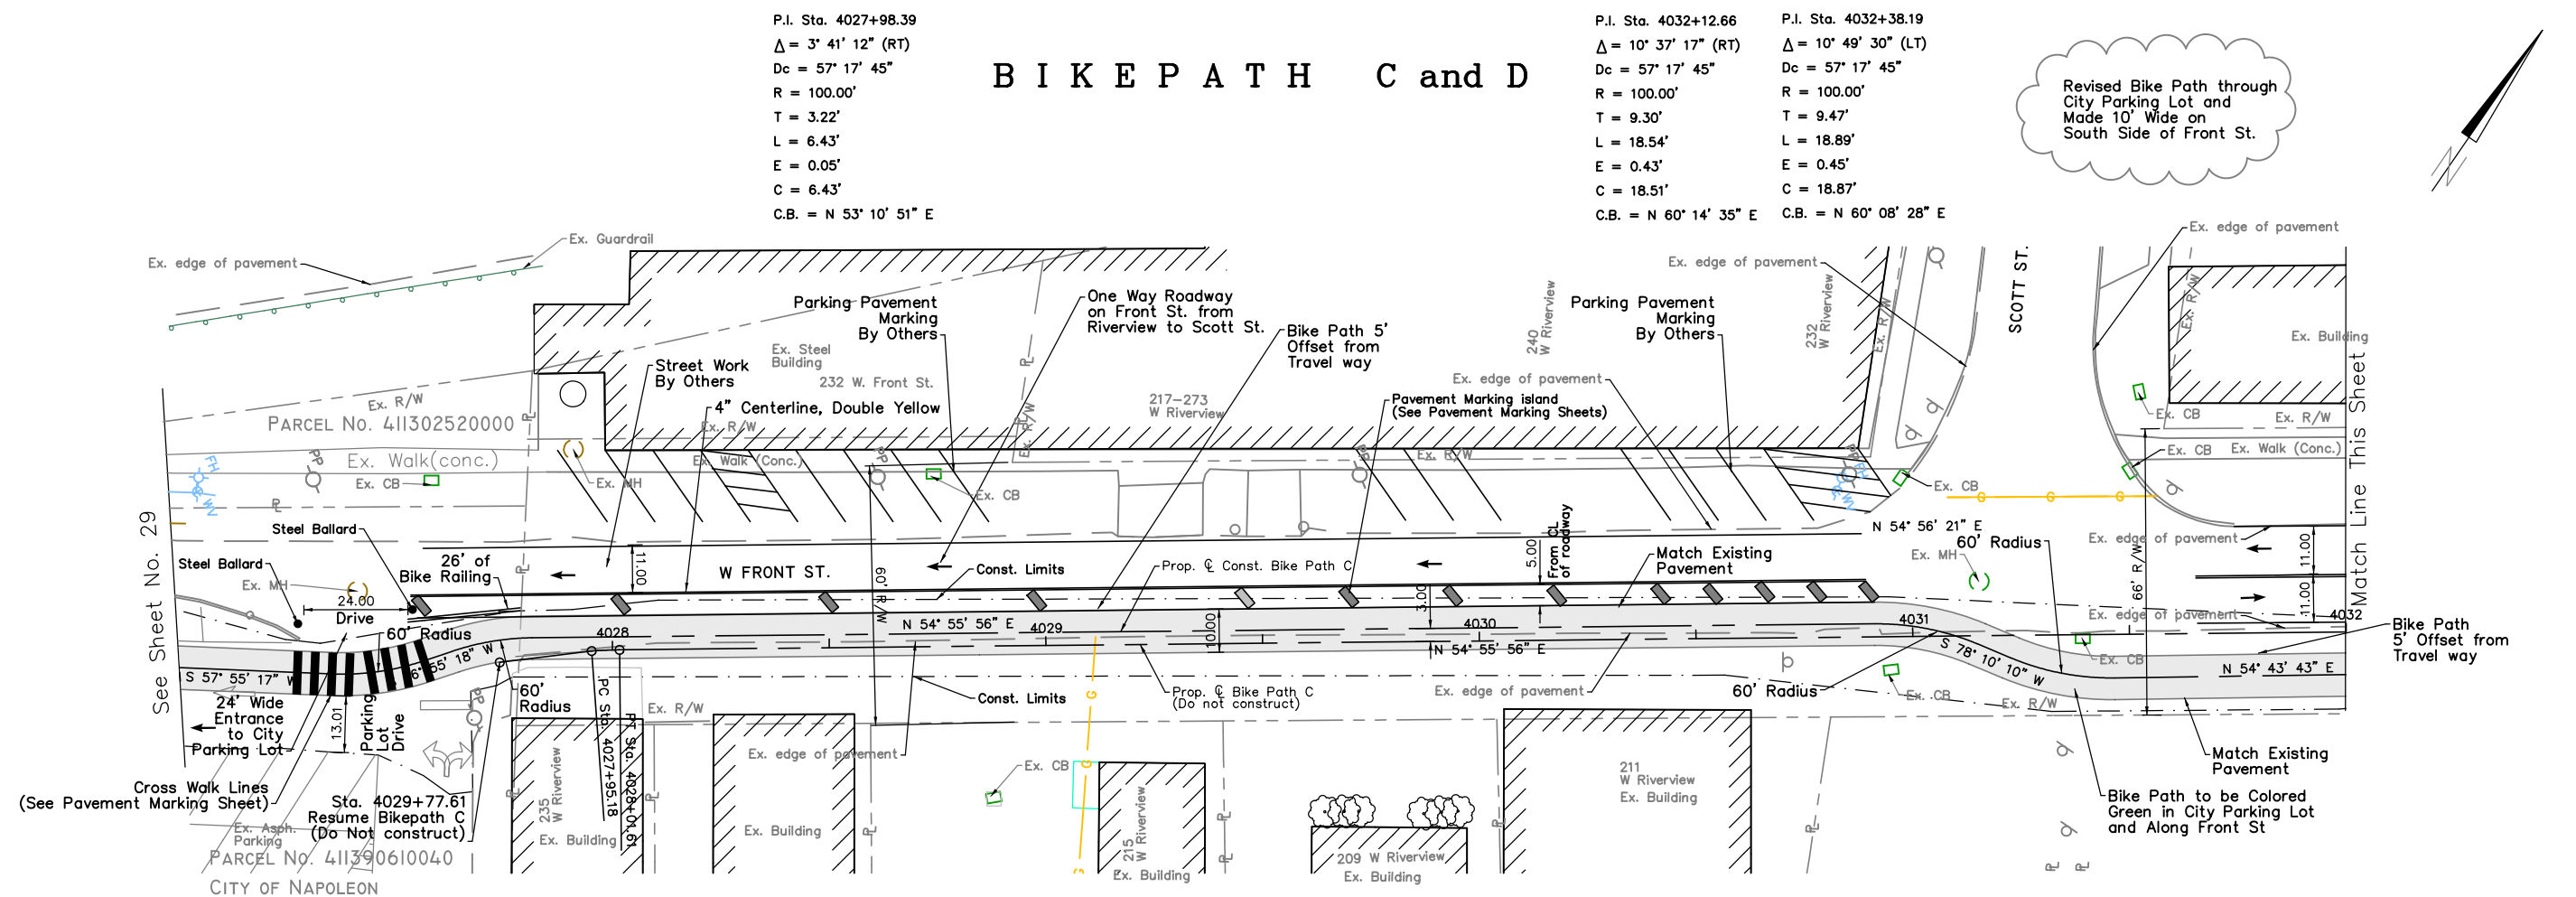 P.I. Sta. 4027+98.39
Δ = 3° 41' 12" (RT)
Dc = 57° 17' 45"
R = 100.00'
T = 3.22'
L = 6.43'
E = 0.05'
C = 6.43'
C.B. = N 53° 10' 51" E
BIKEPATH C and D
P.I. Sta. 4032+12.66
Δ = 10° 37' 17" (RT)
Dc = 57° 17' 45"
R = 100.00'
T = 9.30'
L = 18.54'
E = 0.43'
C = 18.51'
C.B. = N 60° 14' 35" E
P.I. Sta. 4032+38.19
Δ = 10° 49' 30" (LT)
Dc = 57° 17' 45"
R = 100.00'
T = 9.47'
L = 18.89'
E = 0.45'
C = 18.87'
C.B. = N 60° 08' 28" E
Revised Bike Path through
City Parking Lot and
Made 10' Wide on
South Side of Front St.
N
Ex. Guardrail
Ex. edge of pavement
Ex. edge of pavement
Ex. edge of pavement
SCOTT ST.
Parking Pavement
Marking
By Others
One Way Roadway
on Front St. from
Riverview to Scott St.
Bike Path 5'
Offset from
Travel way
240
W Riverview
Parking Pavement
Marking
By Others
232
W Riverview
Ex. R/W
Ex. R/W
Ex. Building
Ex. Steel
Building
232 W. Front St.
Street Work
By Others
4" Centerline, Double Yellow
Ex. R/W
PARCEL No. 411302520000
Ex. R/W
Ex. R/W
217-273
W Riverview
Ex. edge of pavement
Pavement Marking island
(See Pavement Marking Sheets)
Ex. CB
Ex. R/W
Ex. Walk(conc.)
Ex. CB
PP
FH
W
Ex. MH
Ex. Walk (Conc.)
PP
Ex. CB
PP
Ex. R/W
PP
FH
W
Ex. CB
Ex. CB
Ex. Walk (Conc.)
G G G
Match Line This Sheet
See Sheet No. 29
Steel Ballard
Steel Ballard
Ex. MH
26' of
Bike Railing
24.00
Drive
60' Radius
11.00
W FRONT ST.
60' R/W
Const. Limits
Prop. ℄ Const. Bike Path C
5.00
From CL
of roadway
Match Existing
Pavement
N 54° 56' 21" E
60' Radius
Ex. MH
66' R/W
Ex. edge of pavement
11.00
11.00
Ex. edge of pavement
4032
Bike Path
5' Offset from
Travel way
4028
N 54° 55' 56" E
4029
10.00
3.00
4030
N 54° 55' 56" E
4031
S 78° 10' 10" W
Ex. CB
N 54° 43' 43" E
S 57° 55' 17" W
55' 18" W
24' Wide
Entrance
to City
Parking Lot
13.01
Parking
Lot
Drive
PP
60'
Radius
PC Sta. 4027+95.18
PT Sta. 4028+01.61
Ex. R/W
Const. Limits
Prop. ℄ Bike Path C
(Do not construct)
Ex. edge of pavement
60' Radius
Ex. CB
Ex. R/W
Match Existing
Pavement
Cross Walk Lines
(See Pavement Marking Sheet)
Sta. 4029+77.61
Resume Bikepath C
(Do Not construct)
Ex. Asph.
Parking
PARCEL No. 411390610040
CITY OF NAPOLEON
235
W Riverview
Ex. Building
Ex. edge of pavement
Ex. Building
Ex. CB
G G G
215
W Riverview
Ex. Building
209 W Riverview
Ex. Building
211
W Riverview
Ex. Building
Bike Path to be Colored
Green in City Parking Lot
and Along Front St